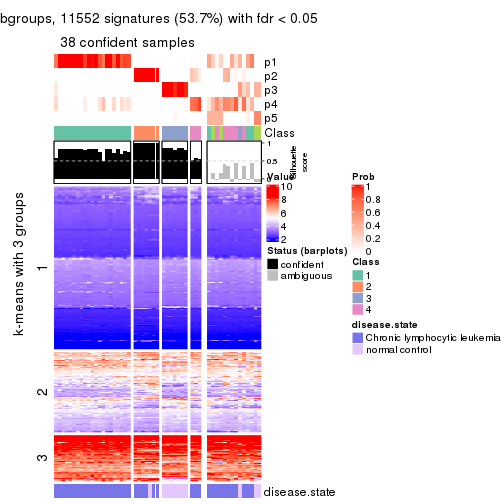 bgroups, 11552 signatures (53.7%) with fdr < 0.05
38 confident samples
p1
p2
p3
p4
p5
Class
1
0.5
0
Silhouette
score
k-means with 3 groups
1
2
3
disease.state
Value
10
8
6
4
2
Status (barplots)
confident
ambiguous
Prob
1
0.8
0.6
0.4
0.2
0
Class
1
2
3
4
disease.state
Chronic lymphocytic leukemia
normal control